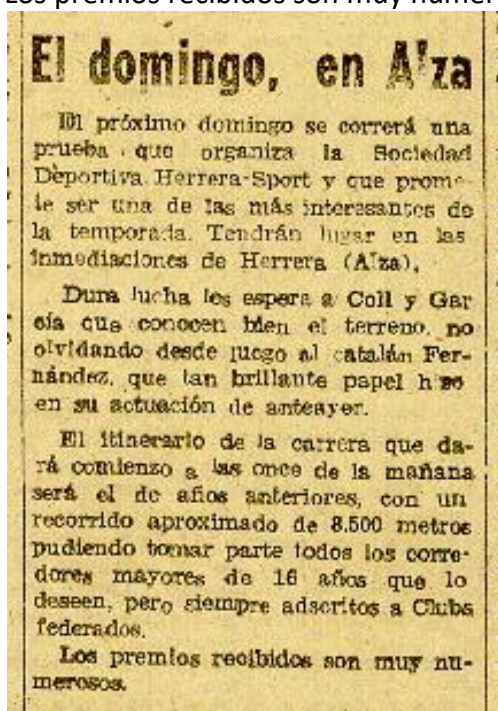 Los premios recibidos son muy numer
El domingo, en Alza
El próximo domingo se correrá una
prueba que organiza la Sociedad
Deportiva Herrera-Sport y que prome-
te ser una de las más interesantes de
la temporada. Tendrán lugar en las
inmediaciones de Herrera (Alza).
Dura lucha les espera a Coll y Gar
cía que conocen bien el terreno, no
olvidando desde luego al catalán Fer-
nández, que tan brillante papel hizo
en su actuación de anteayer.
El itinerario de la carrera que da-
rá comienzo a las once de la mañana
será el de años anteriores, con un
recorrido aproximado de 8.500 metros
pudiendo tomar parte todos los corre-
dores mayores de 16 años que lo
deseen, pero siempre adscritos a Clubs
federados.
Los premios recibidos son muy nu-
merosos.